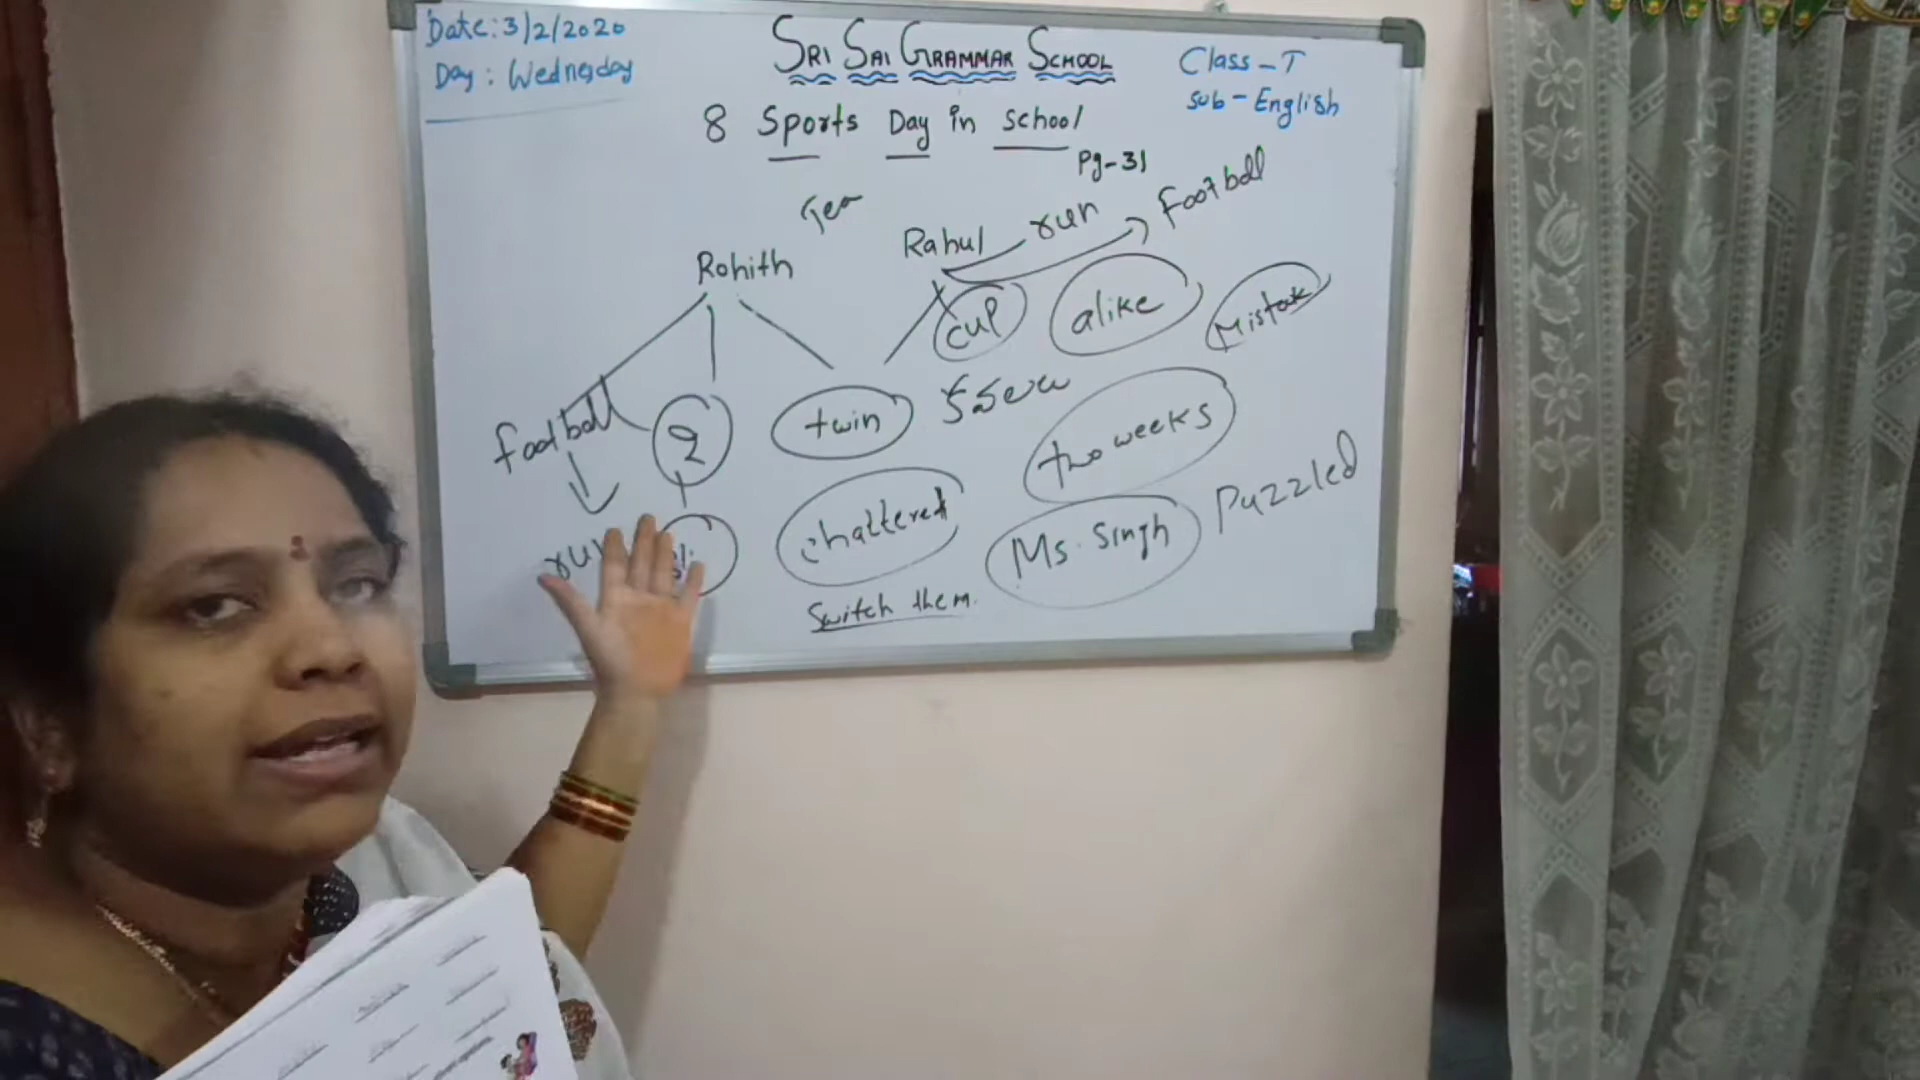 Date: 3/2/2020
Day: Wednesday
SRI SAI GRAMMAR SCHOOL
Class - T
Sub - English
8 Sports Day in School
Pg-31
Rohith
Rahul
run
Football
cup
alike
Football
2
twin
కవలలు
two weeks
Puzzled
chattered
Ms. Singh
Switch them.